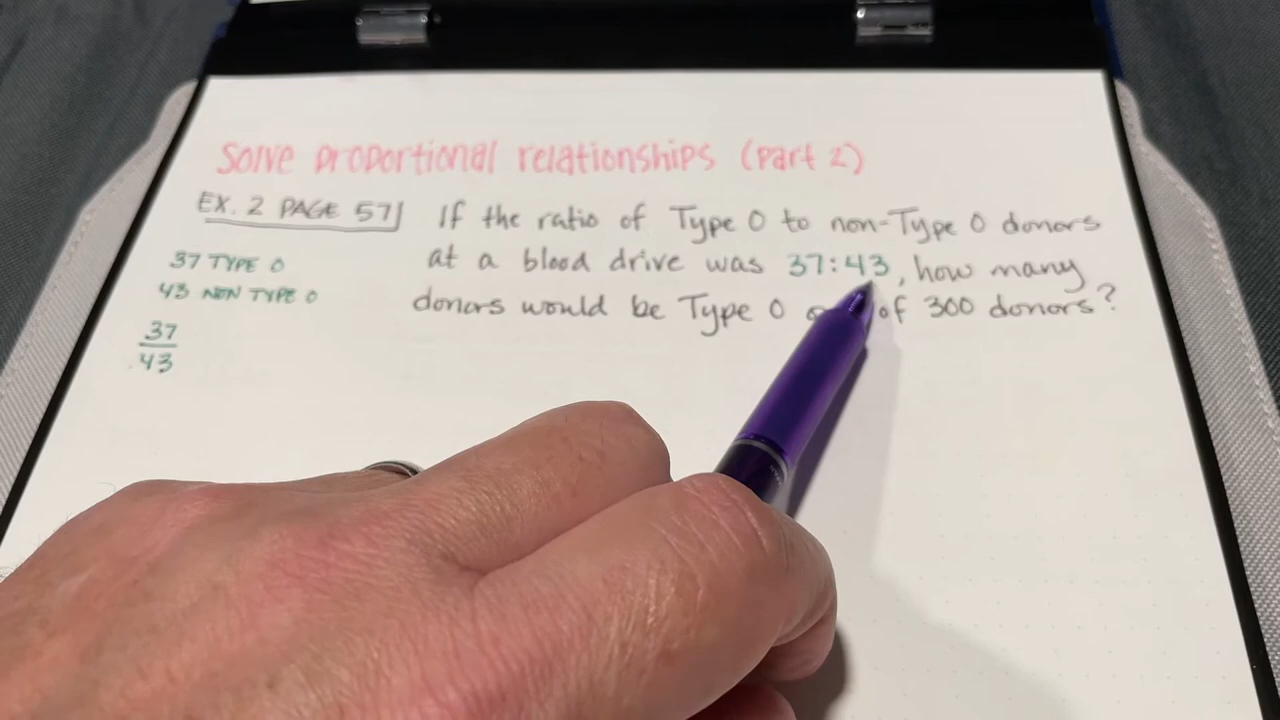 Solve proportional relationships (part 2)
EX. 2 PAGE 57 If the ratio of Type O to non-Type O donors
at a blood drive was 37:43, how many
donors would be Type O of 300 donors?
37 TYPE O
43 NON TYPE O
37
43